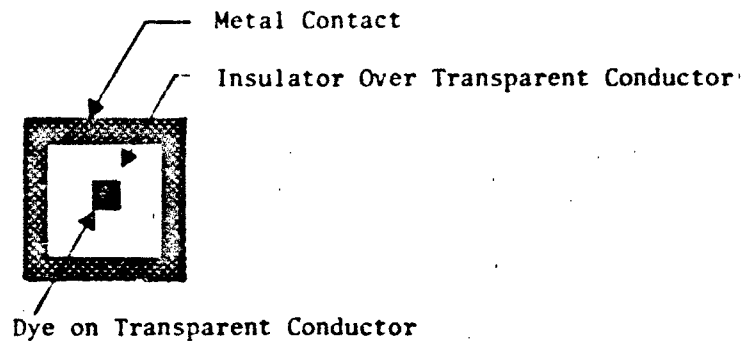 Metal Contact
Insulator Over Transparent Conductor
Dye on Transparent Conductor